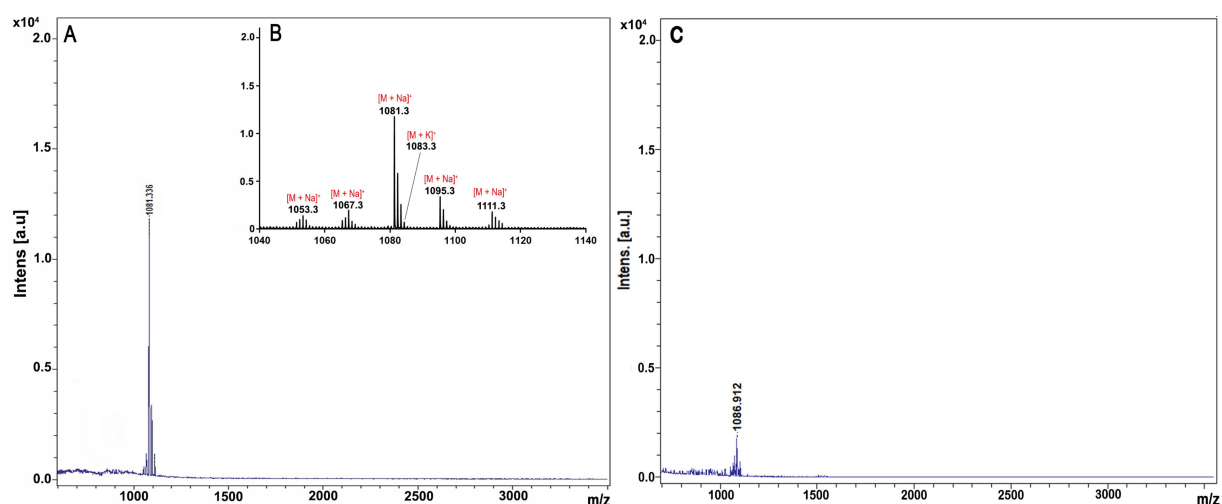 x10⁴
A
2.0
1.5
1.0
0.5
0.0
Intens [a.u]
1081.336
1000
1500
2000
2500
3000
m/z
B
2.0
1.5
1.0
0.5
0
[M + Na]⁺
1053.3
[M + Na]⁺
1067.3
[M + Na]⁺
1081.3
[M + K]⁺
1083.3
[M + Na]⁺
1095.3
[M + Na]⁺
1111.3
1040
1060
1080
1100
1120
1140
x10⁴
C
2.0
1.5
1.0
0.5
0.0
Intens. [a.u.]
1086.912
1000
1500
2000
2500
3000
m/z